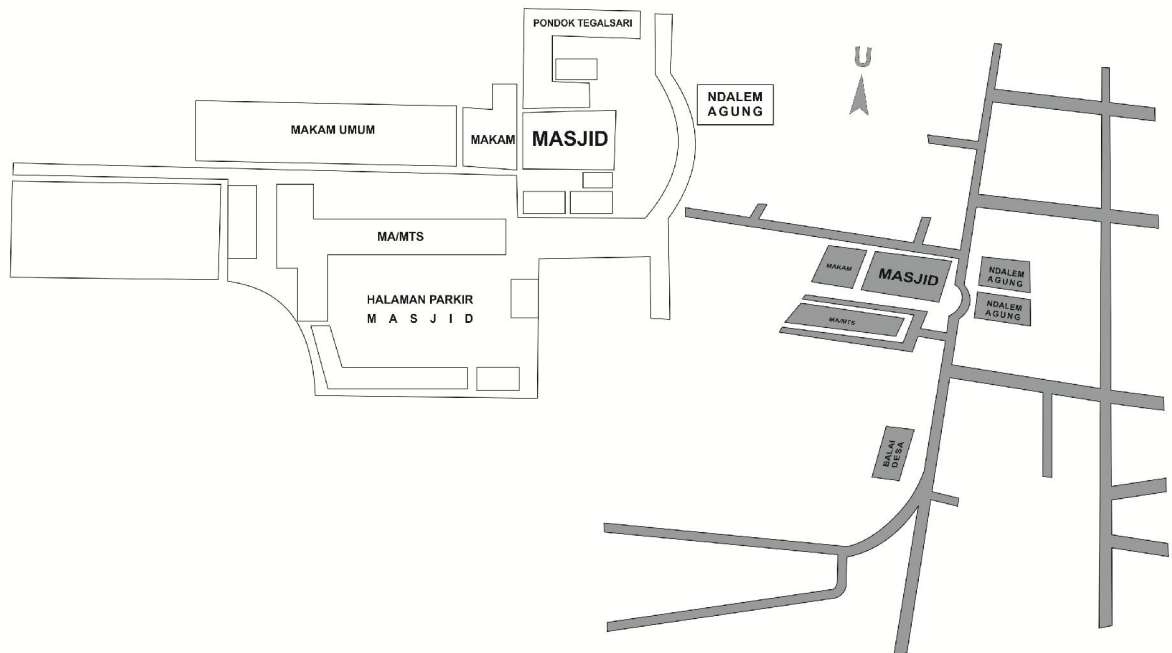 PONDOK TEGALSARI
NDALEM
AGUNG
MAKAM UMUM
MAKAM
MASJID
MA/MTS
HALAMAN PARKIR
M A S J I D
U
MAKAM
MASJID
NDALEM
AGUNG
NDALEM
AGUNG
MA/MTS
BALAI
DESA